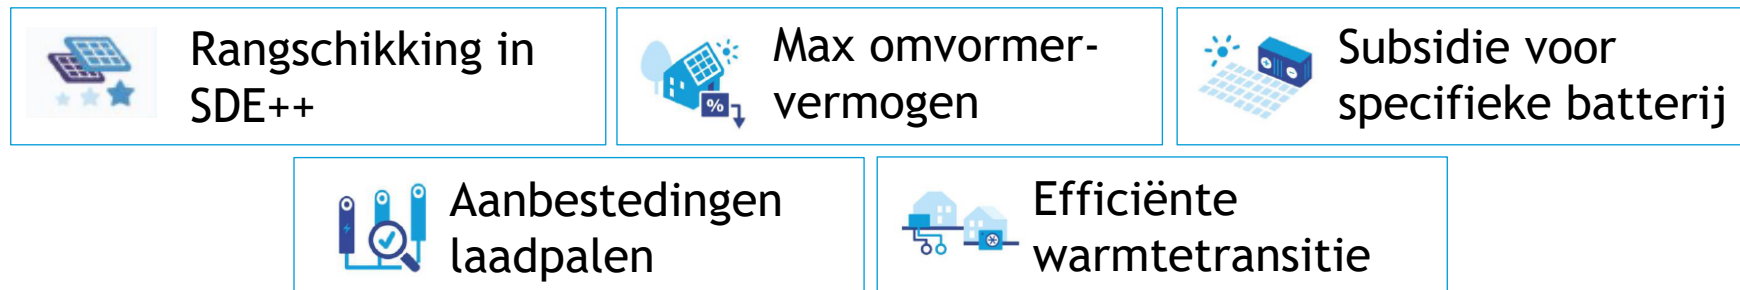 Rangschikking in
SDE++
Max omvormer-
vermogen
Subsidie voor
specifieke batterij
Aanbestedingen
laadpalen
Efficiënte
warmtetransitie
%